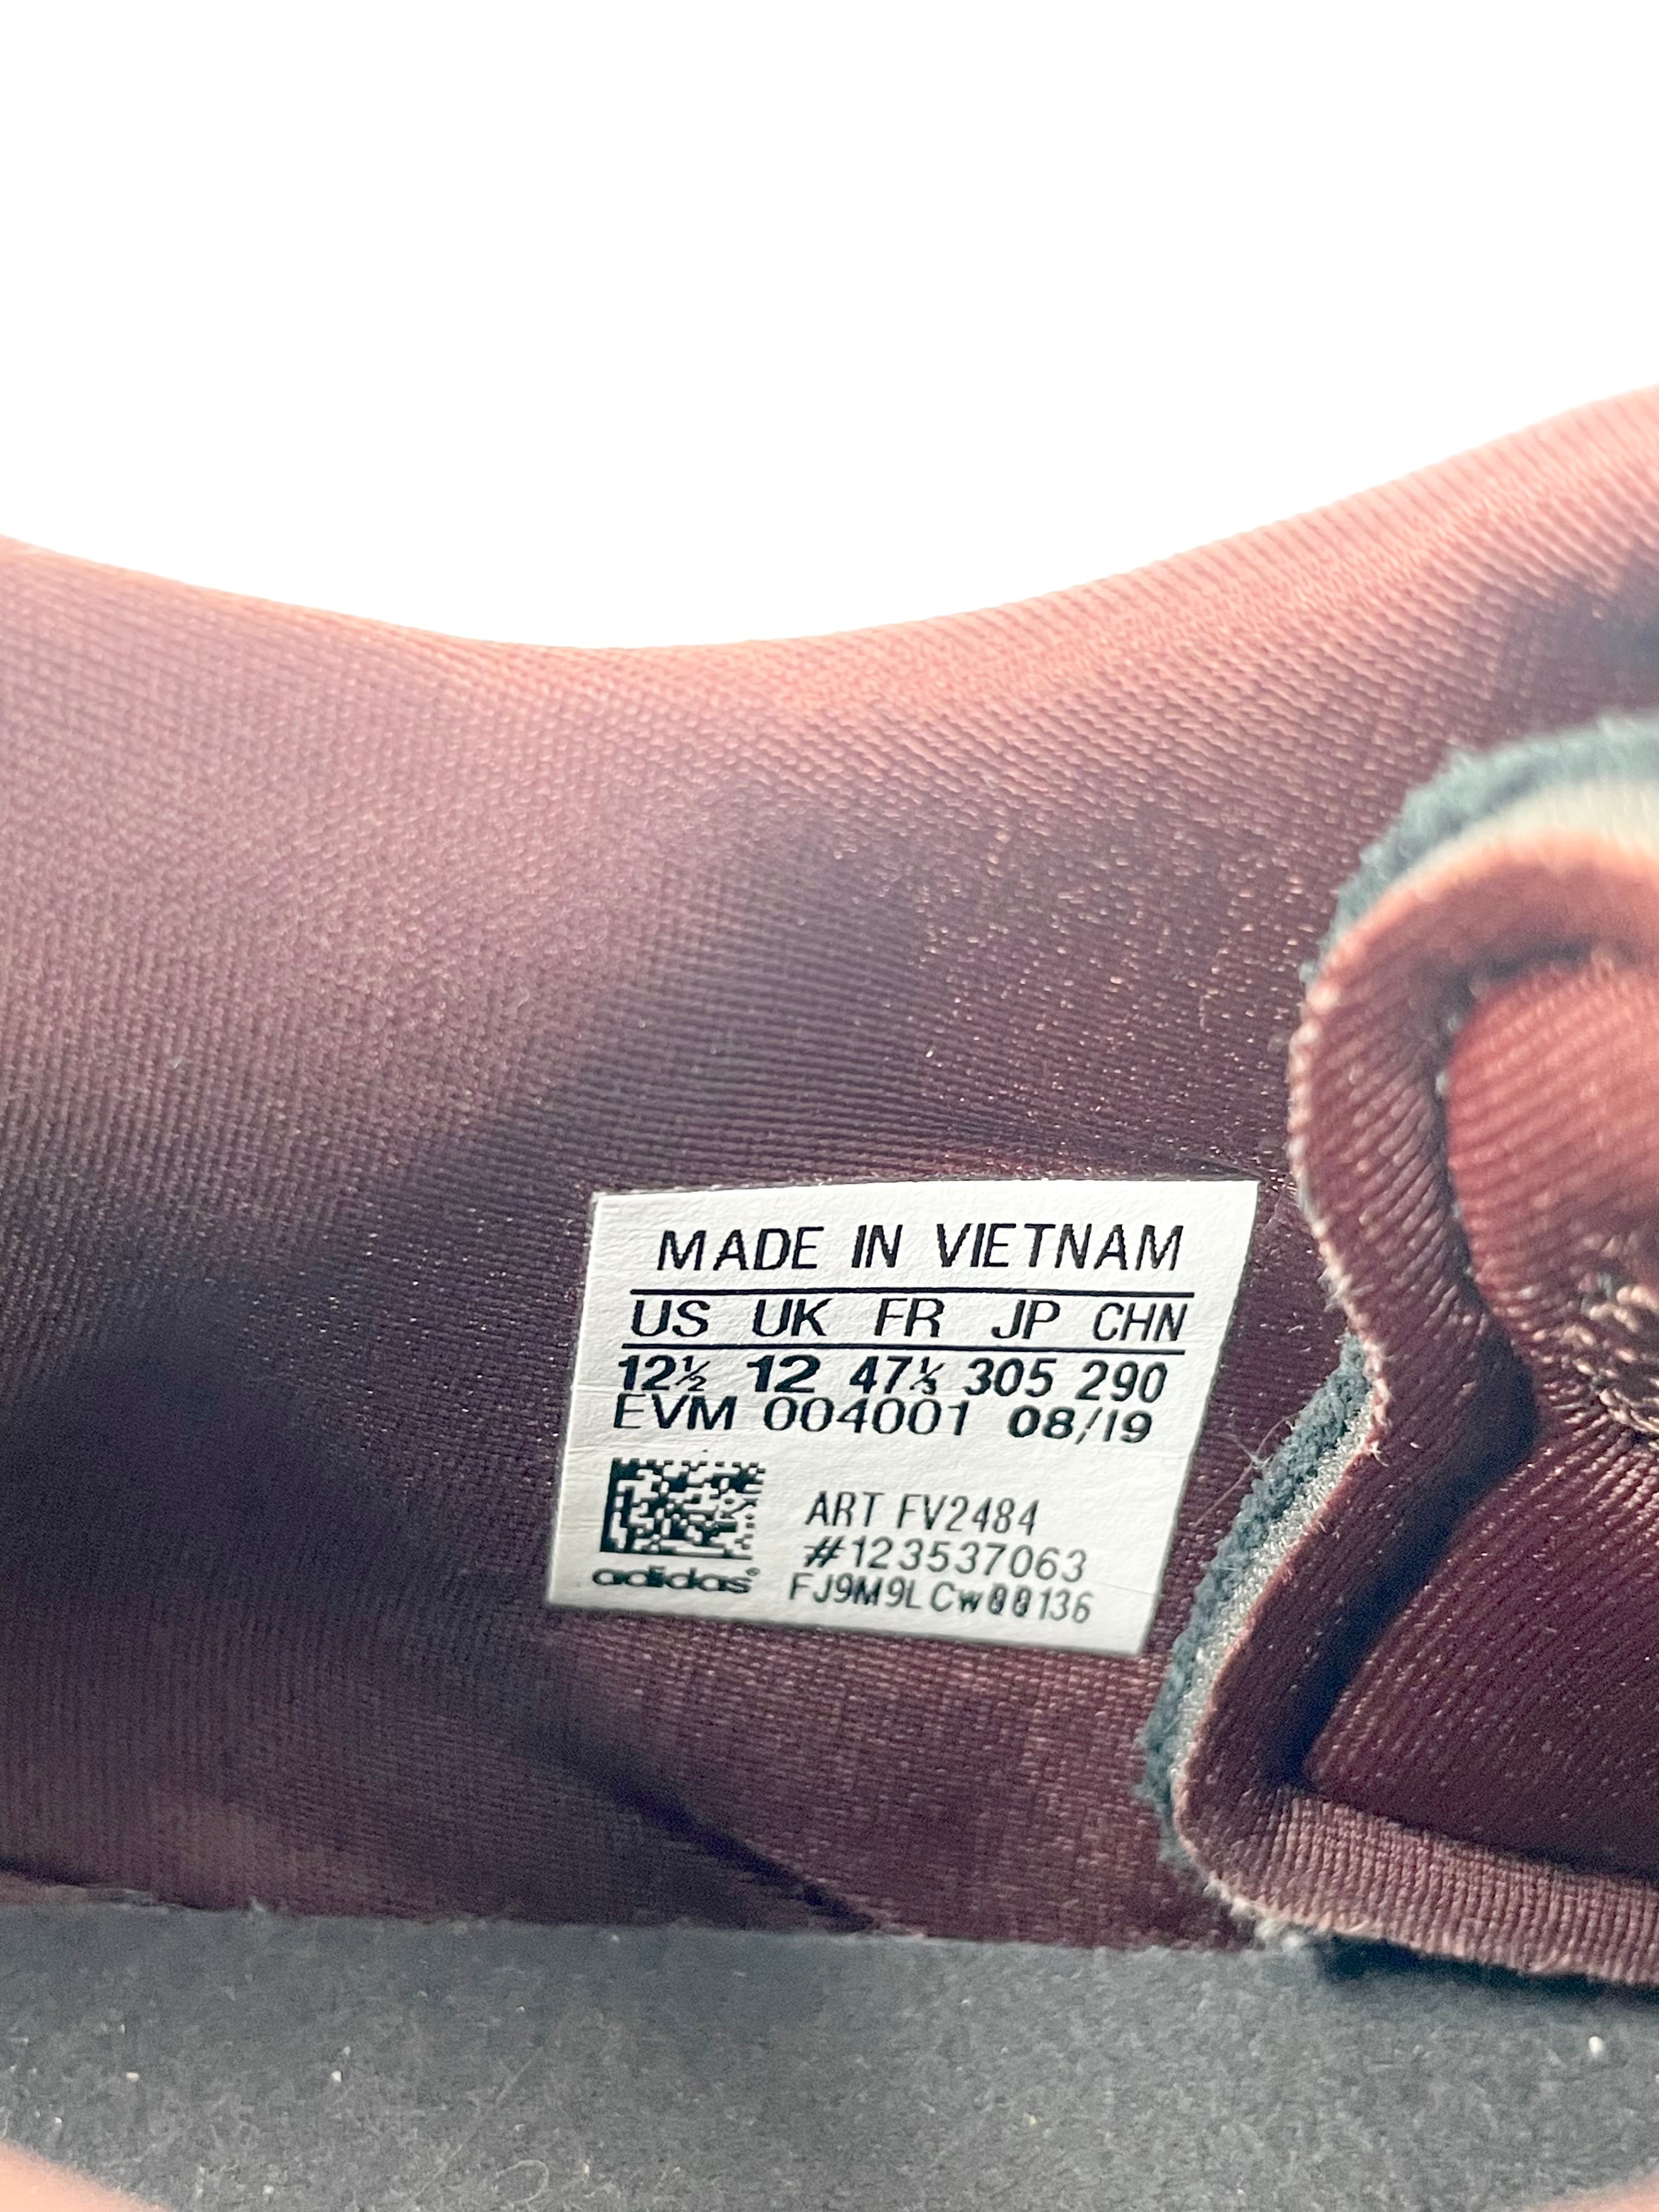 MADE IN VIETNAM
US UK FR JP CHN
12½ 12 47⅓ 305 290
EVM 004001 08/19
ART FV2484
#123537063
adidas®
FJ9M9LCw00136